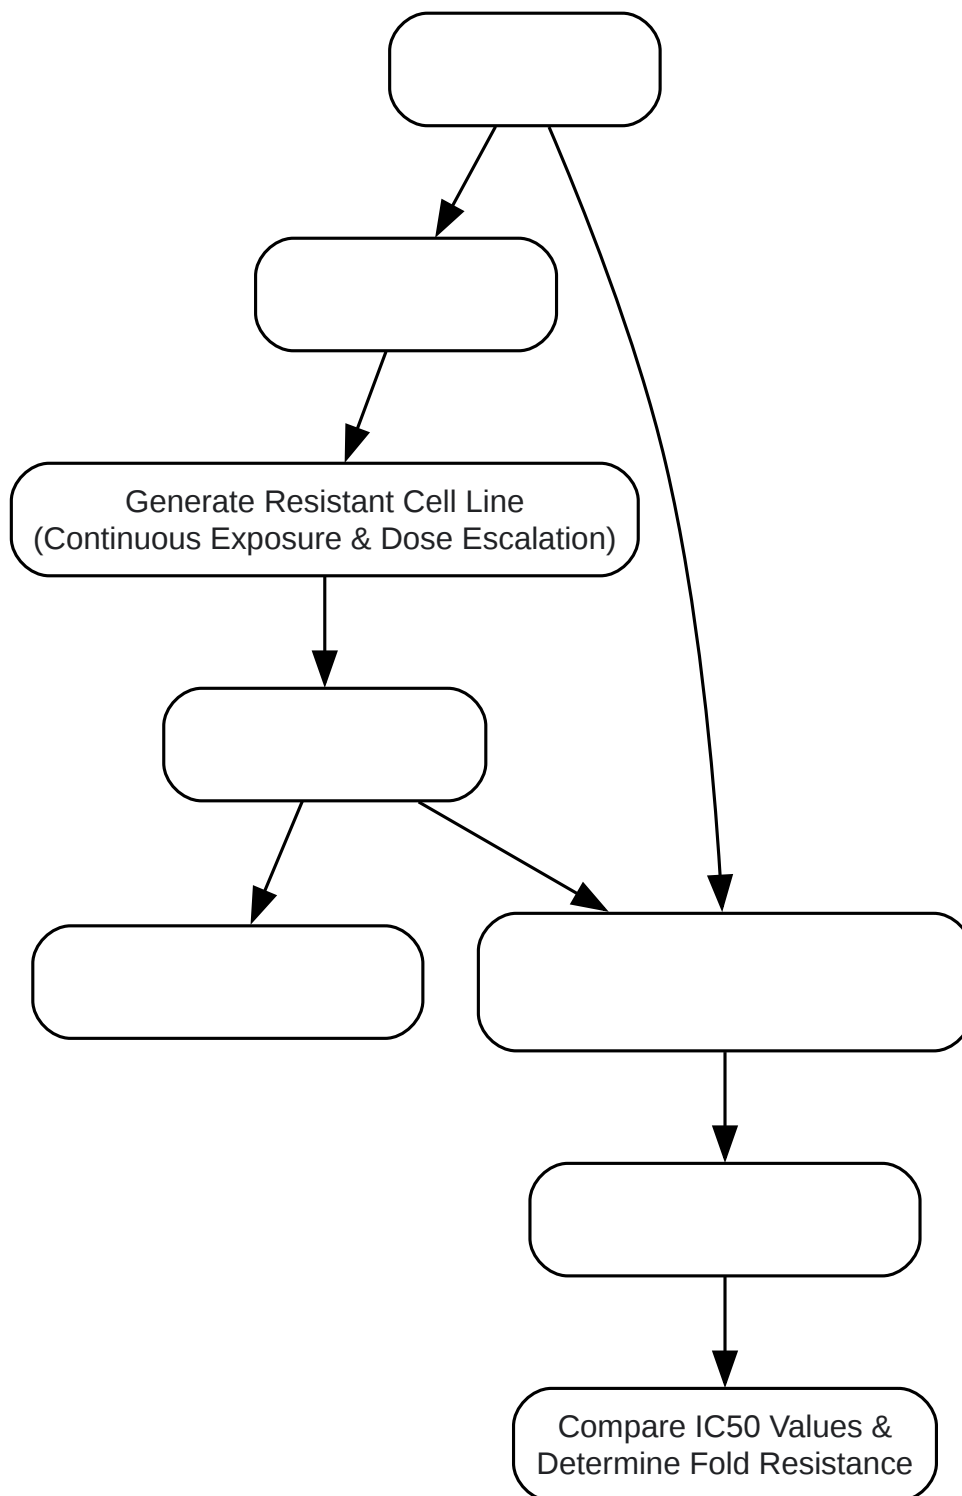 Generate Resistant Cell Line
(Continuous Exposure & Dose Escalation)
Compare IC50 Values &
Determine Fold Resistance